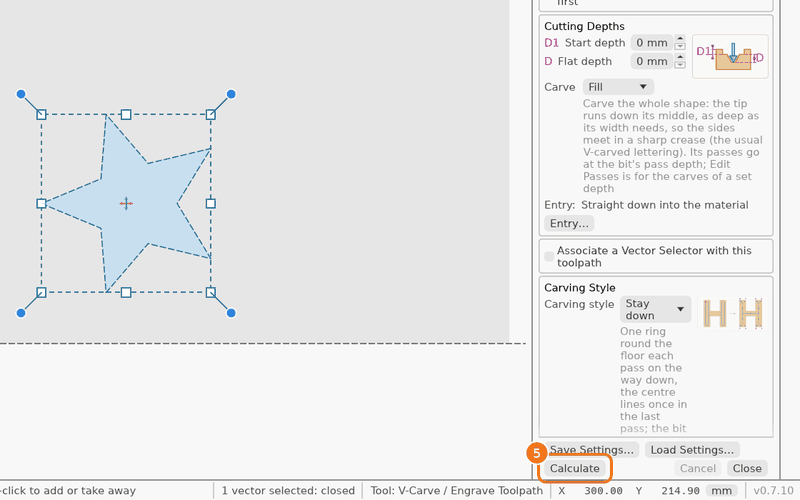 first
Cutting Depths
D1 Start depth 0 mm
D Flat depth 0 mm
D1
D
Carve Fill
Carve the whole shape: the tip
runs down its middle, as deep as
its width needs, so the sides
meet in a sharp crease (the usual
V-carved lettering). Its passes go
at the bit's pass depth; Edit
Passes is for the carves of a set
depth
Entry: Straight down into the material
Entry...
Associate a Vector Selector with this
toolpath
Carving Style
Carving style Stay
down
One ring
round the
floor each
pass on the
way down,
the centre
lines once in
the last
pass; the bit
5
Save Settings... Load Settings...
Calculate Cancel Close
-click to add or take away 1 vector selected: closed Tool: V-Carve / Engrave Toolpath X 300.00 Y 214.90 mm v0.7.10